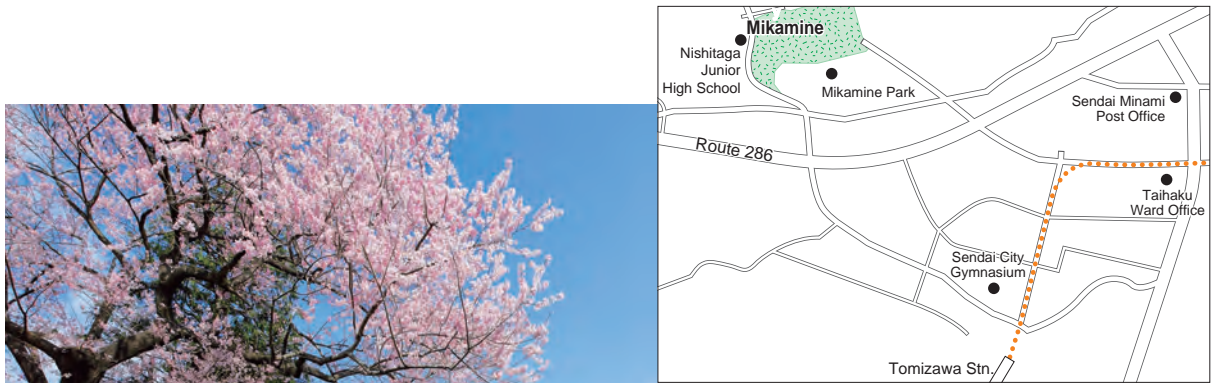 Mikamine
Nishitaga
Junior
High School
Mikamine Park
Sendai Minami
Post Office
Route 286
Taihaku
Ward Office
Sendai City
Gymnasium
Tomizawa Stn.